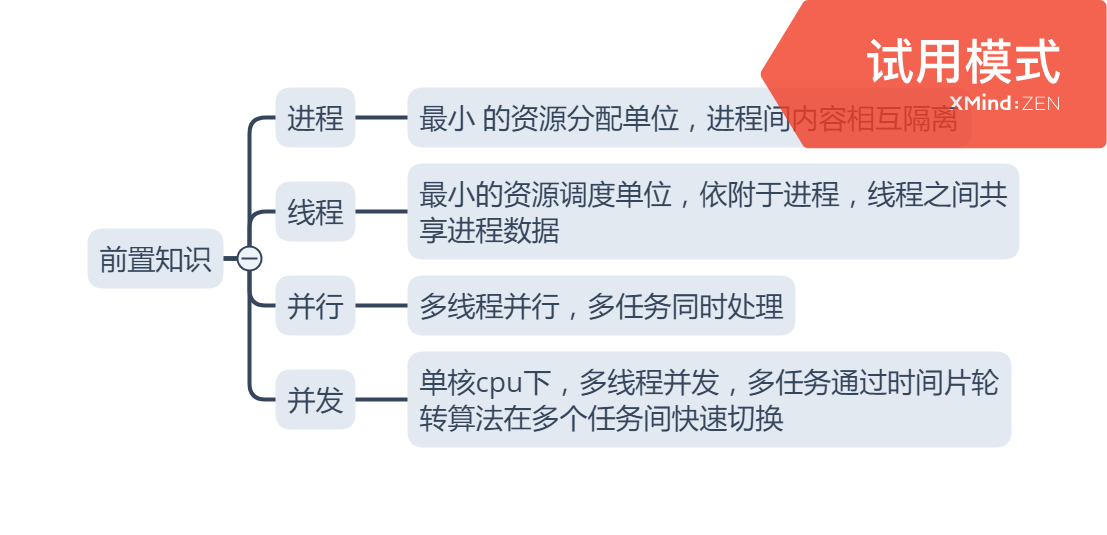 试用模式
XMind:ZEN
进程
最小 的资源分配单位，进程间内容相互隔离
线程
最小的资源调度单位，依附于进程，线程之间共
享进程数据
前置知识
并行
多线程并行，多任务同时处理
并发
单核cpu下，多线程并发，多任务通过时间片轮
转算法在多个任务间快速切换